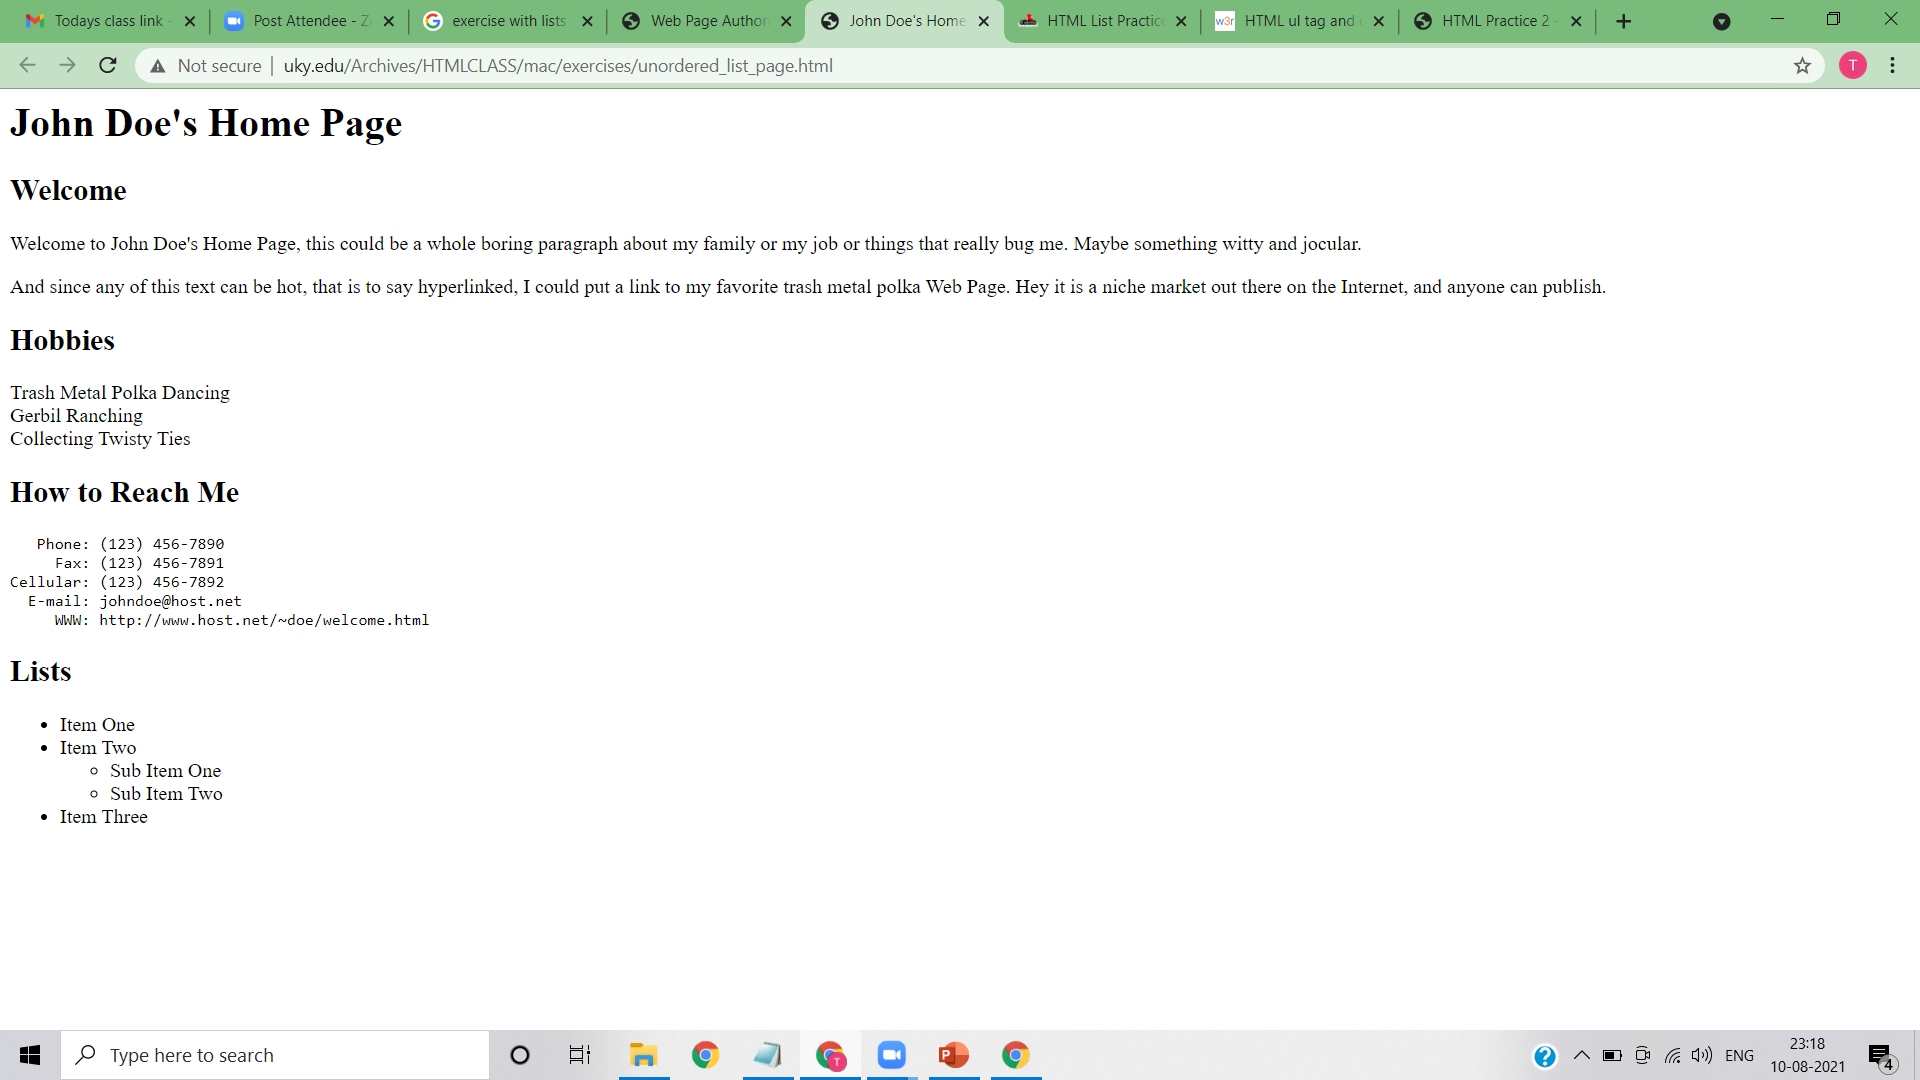 Todays class link -
Post Attendee - Z
exercise with lists
Web Page Author
John Doe's Home
HTML List Practice
w3r HTML ul tag and
HTML Practice 2 -
Not secure | uky.edu/Archives/HTMLCLASS/mac/exercises/unordered_list_page.html
T
John Doe's Home Page
Welcome
Welcome to John Doe's Home Page, this could be a whole boring paragraph about my family or my job or things that really bug me. Maybe something witty and jocular.
And since any of this text can be hot, that is to say hyperlinked, I could put a link to my favorite trash metal polka Web Page. Hey it is a niche market out there on the Internet, and anyone can publish.
Hobbies
Trash Metal Polka Dancing
Gerbil Ranching
Collecting Twisty Ties
How to Reach Me
Phone: (123) 456-7890
Fax: (123) 456-7891
Cellular: (123) 456-7892
E-mail: johndoe@host.net
WWW: http://www.host.net/~doe/welcome.html
Lists
• Item One
• Item Two
◦ Sub Item One
◦ Sub Item Two
• Item Three
Type here to search
T
P
ENG
23:18
10-08-2021
4